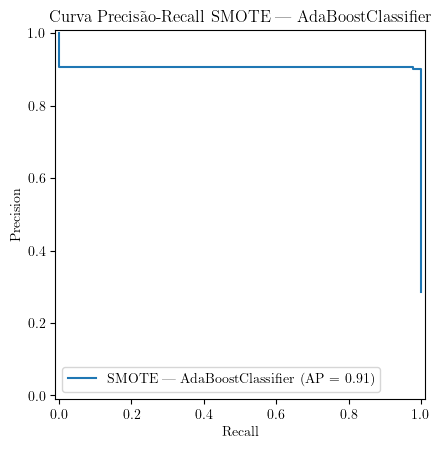 Curva Precisão-Recall SMOTE — AdaBoostClassifier
1.0
0.8
0.6
0.4
0.2
0.0
Precision
SMOTE — AdaBoostClassifier (AP = 0.91)
0.0 0.2 0.4 0.6 0.8 1.0
Recall